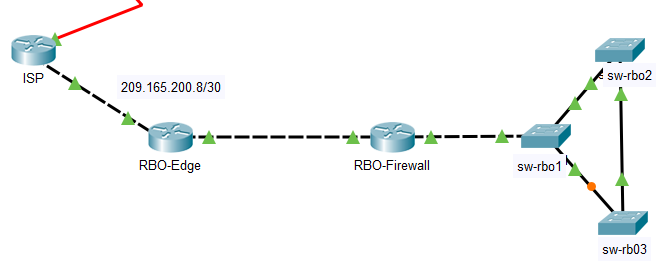 ISP
209.165.200.8/30
RBO-Edge
RBO-Firewall
sw-rbo1
sw-rbo2
sw-rb03